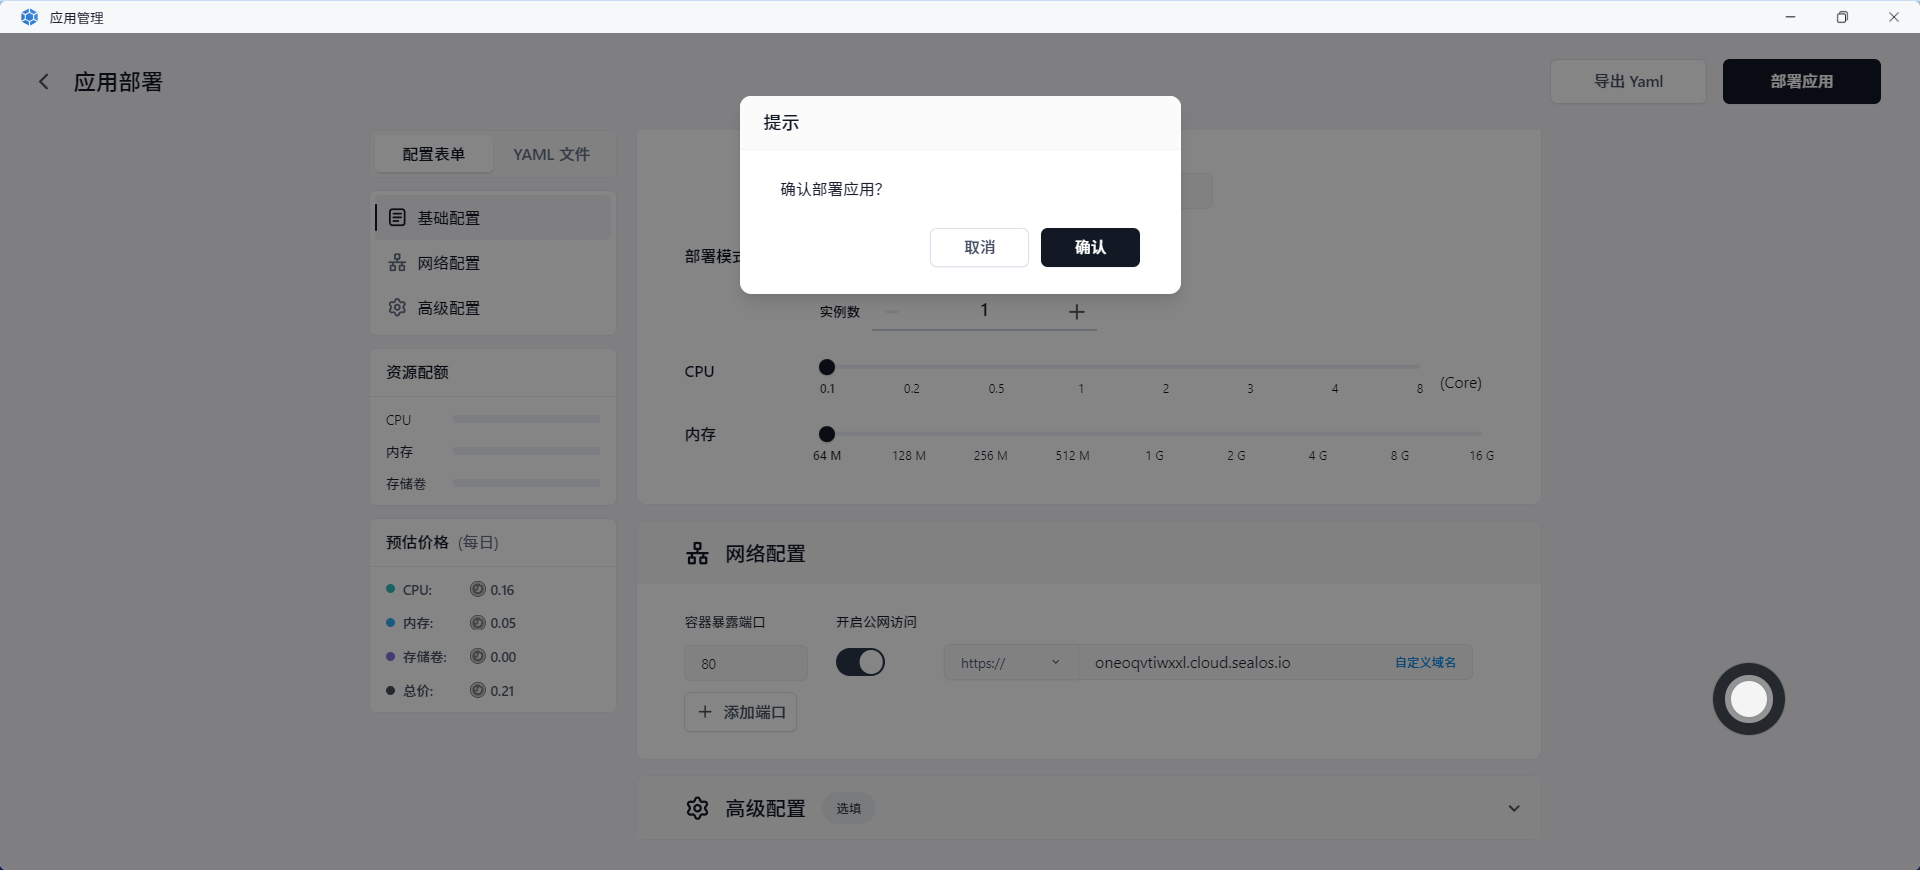 应用管理
应用部署
导出 Yaml
部署应用
提示
确认部署应用？
取消
确认
配置表单
YAML 文件
基础配置
网络配置
高级配置
资源配额
CPU
内存
存储卷
预估价格 (每日)
CPU: 0.16
内存: 0.05
存储卷: 0.00
总价: 0.21
部署模式
实例数 1
CPU
0.1 0.2 0.5 1 2 3 4 8 (Core)
内存
64 M 128 M 256 M 512 M 1 G 2 G 4 G 8 G 16 G
网络配置
容器暴露端口 开启公网访问
80 https:// oneoqvtiwxxl.cloud.sealos.io 自定义域名
添加端口
高级配置 选填